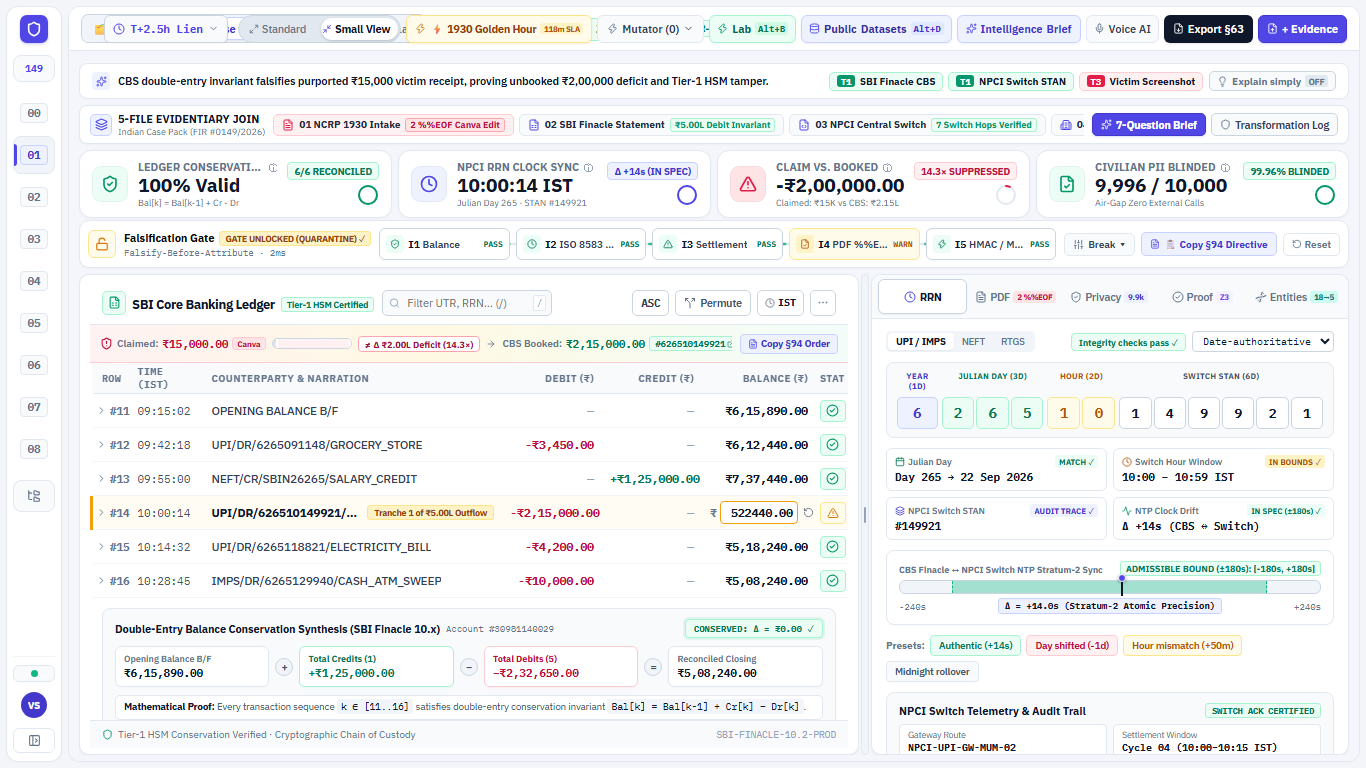 T+2.5h Lien
Standard
Small View
1930 Golden Hour 118m SLA
Mutator (0)
Lab Alt+B
Public Datasets Alt+D
Intelligence Brief
Voice AI
Export §63
+ Evidence
149
00
01
02
03
04
05
06
07
08
VS
CBS double-entry invariant falsifies purported ₹15,000 victim receipt, proving unbooked ₹2,00,000 deficit and Tier-1 HSM tamper.
T1 SBI Finacle CBS
T1 NPCI Switch STAN
T3 Victim Screenshot
Explain simply OFF
5-FILE EVIDENTIARY JOIN
Indian Case Pack (FIR #0149/2026)
01 NCRP 1930 Intake 2 %%EOF Canva Edit
02 SBI Finacle Statement ₹5.00L Debit Invariant
03 NPCI Central Switch 7 Switch Hops Verified
7-Question Brief
Transformation Log
LEDGER CONSERVATI... 6/6 RECONCILED
100% Valid
Bal[k] = Bal[k-1] + Cr - Dr
NPCI RRN CLOCK SYNC Δ +14s (IN SPEC)
10:00:14 IST
Julian Day 265 · STAN #149921
CLAIM VS. BOOKED 14.3× SUPPRESSED
-₹2,00,000.00
Claimed: ₹15K vs CBS: ₹2.15L
CIVILIAN PII BLINDED 99.96% BLINDED
9,996 / 10,000
Air-Gap Zero External Calls
Falsification Gate GATE UNLOCKED (QUARANTINE) ✓
Falsify-Before-Attribute · 2ms
I1 Balance PASS
I2 ISO 8583 ... PASS
I3 Settlement PASS
I4 PDF %%E... WARN
I5 HMAC / M... PASS
Break ▾
Copy §94 Directive
Reset
SBI Core Banking Ledger Tier-1 HSM Certified
Filter UTR, RRN... (/) /
ASC
Permute
IST
···
Claimed: ₹15,000.00 Canva
≠ Δ ₹2.00L Deficit (14.3×)
→ CBS Booked: ₹2,15,000.00 #626510149921
Copy §94 Order
ROW TIME (IST) COUNTERPARTY & NARRATION DEBIT (₹) CREDIT (₹) BALANCE (₹) STAT
#11 09:15:02 OPENING BALANCE B/F — — ₹6,15,890.00
#12 09:42:18 UPI/DR/6265091148/GROCERY_STORE -₹3,450.00 — ₹6,12,440.00
#13 09:55:00 NEFT/CR/SBIN26265/SALARY_CREDIT — +₹1,25,000.00 ₹7,37,440.00
#14 10:00:14 UPI/DR/626510149921/... Tranche 1 of ₹5.00L Outflow -₹2,15,000.00 — ₹ 522440.00
#15 10:14:32 UPI/DR/6265118821/ELECTRICITY_BILL -₹4,200.00 — ₹5,18,240.00
#16 10:28:45 IMPS/DR/6265129940/CASH_ATM_SWEEP -₹10,000.00 — ₹5,08,240.00
Double-Entry Balance Conservation Synthesis (SBI Finacle 10.x) Account #30981140029 CONSERVED: Δ = ₹0.00 ✓
Opening Balance B/F
₹6,15,890.00
+
Total Credits (1)
+₹1,25,000.00
−
Total Debits (5)
-₹2,32,650.00
=
Reconciled Closing
₹5,08,240.00
Mathematical Proof: Every transaction sequence k ∈ [11..16] satisfies double-entry conservation invariant Bal[k] = Bal[k-1] + Cr[k] − Dr[k].
Tier-1 HSM Conservation Verified · Cryptographic Chain of Custody
SBI-FINACLE-10.2-PROD
RRN
PDF 2 %%EOF
Privacy 9.9k
Proof Z3
Entities 18→5
UPI / IMPS
NEFT
RTGS
Integrity checks pass ✓
Date-authoritative
YEAR (1D) JULIAN DAY (3D) HOUR (2D) SWITCH STAN (6D)
6 2 6 5 1 0 1 4 9 9 2 1
Julian Day MATCH ✓
Day 265 → 22 Sep 2026
Switch Hour Window IN BOUNDS ✓
10:00 – 10:59 IST
NPCI Switch STAN AUDIT TRACE ✓
#149921
NTP Clock Drift IN SPEC (±180s) ✓
Δ +14s (CBS ↔ Switch)
CBS Finacle ↔ NPCI Switch NTP Stratum-2 Sync ADMISSIBLE BOUND (±180s): [-180s, +180s]
-240s Δ = +14.0s (Stratum-2 Atomic Precision) +240s
Presets:
Authentic (+14s)
Day shifted (-1d)
Hour mismatch (+50m)
Midnight rollover
NPCI Switch Telemetry & Audit Trail SWITCH ACK CERTIFIED
Gateway Route
NPCI-UPI-GW-MUM-02
Settlement Window
Cycle 04 (10:00–10:15 IST)